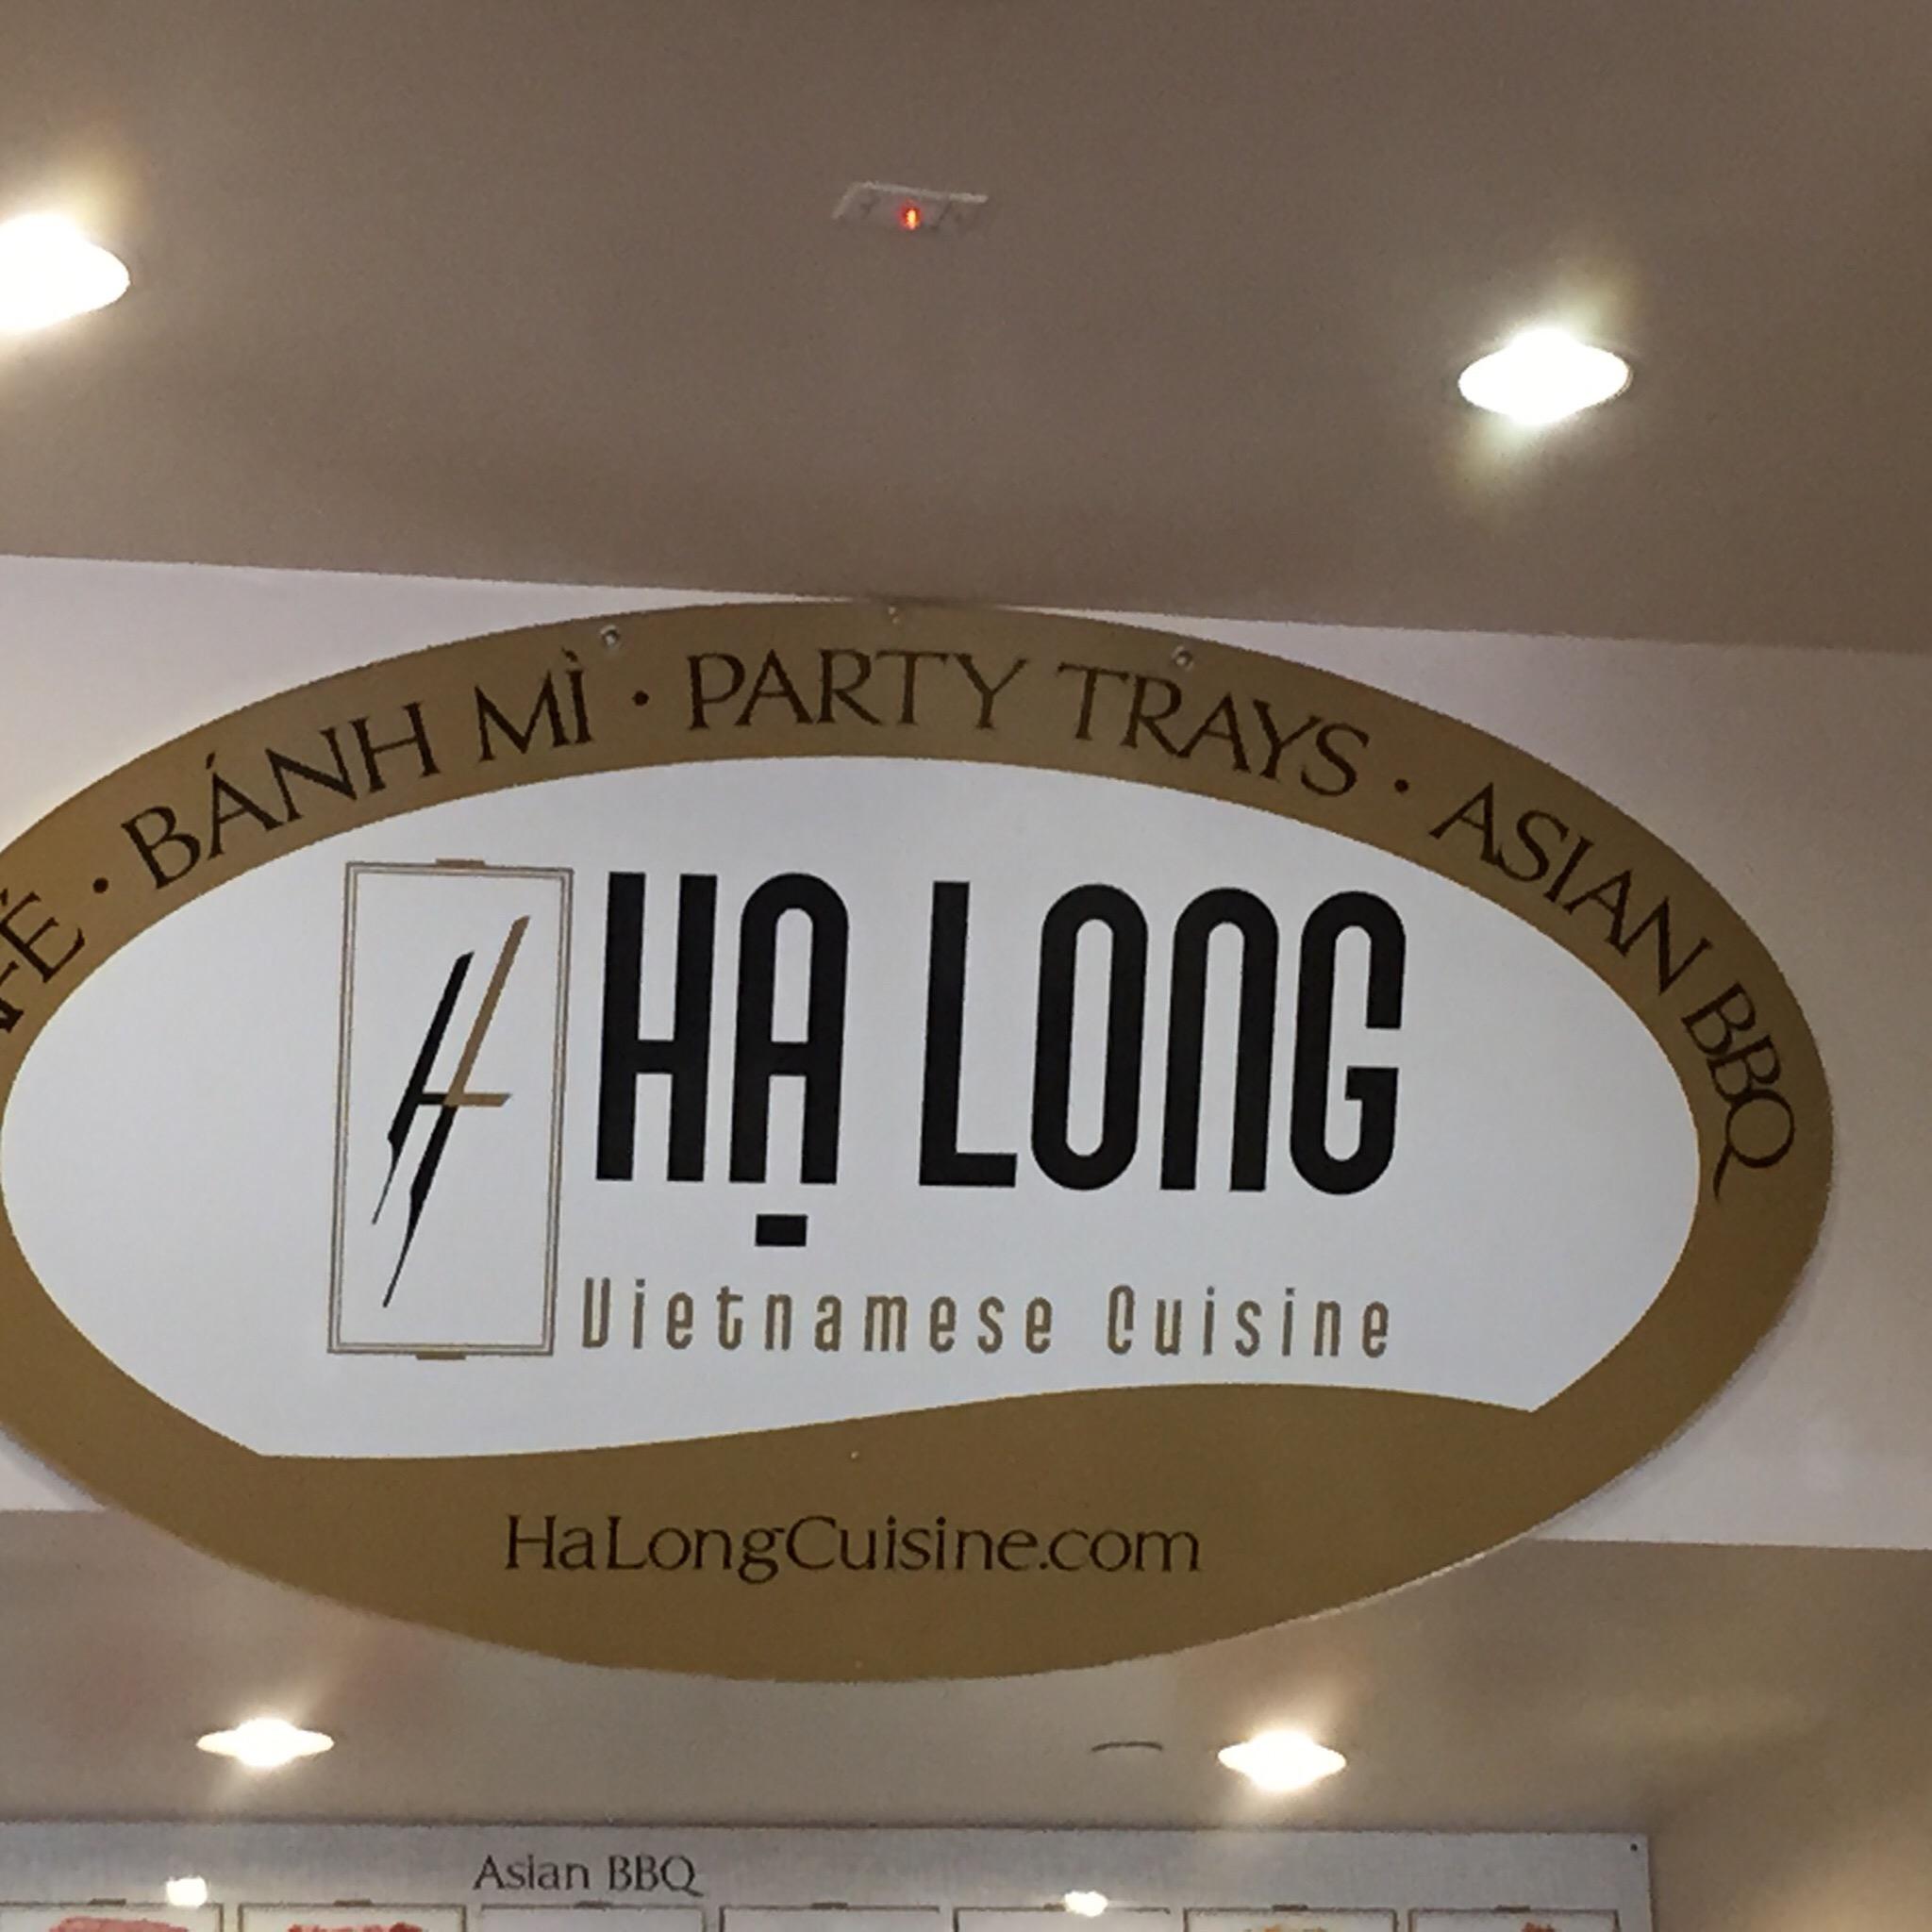 BÁNH MÌ · PARTY TRAYS · ASIAN BBQ
HẠ LONG
Vietnamese Cuisine
HaLongCuisine.com
Asian BBQ